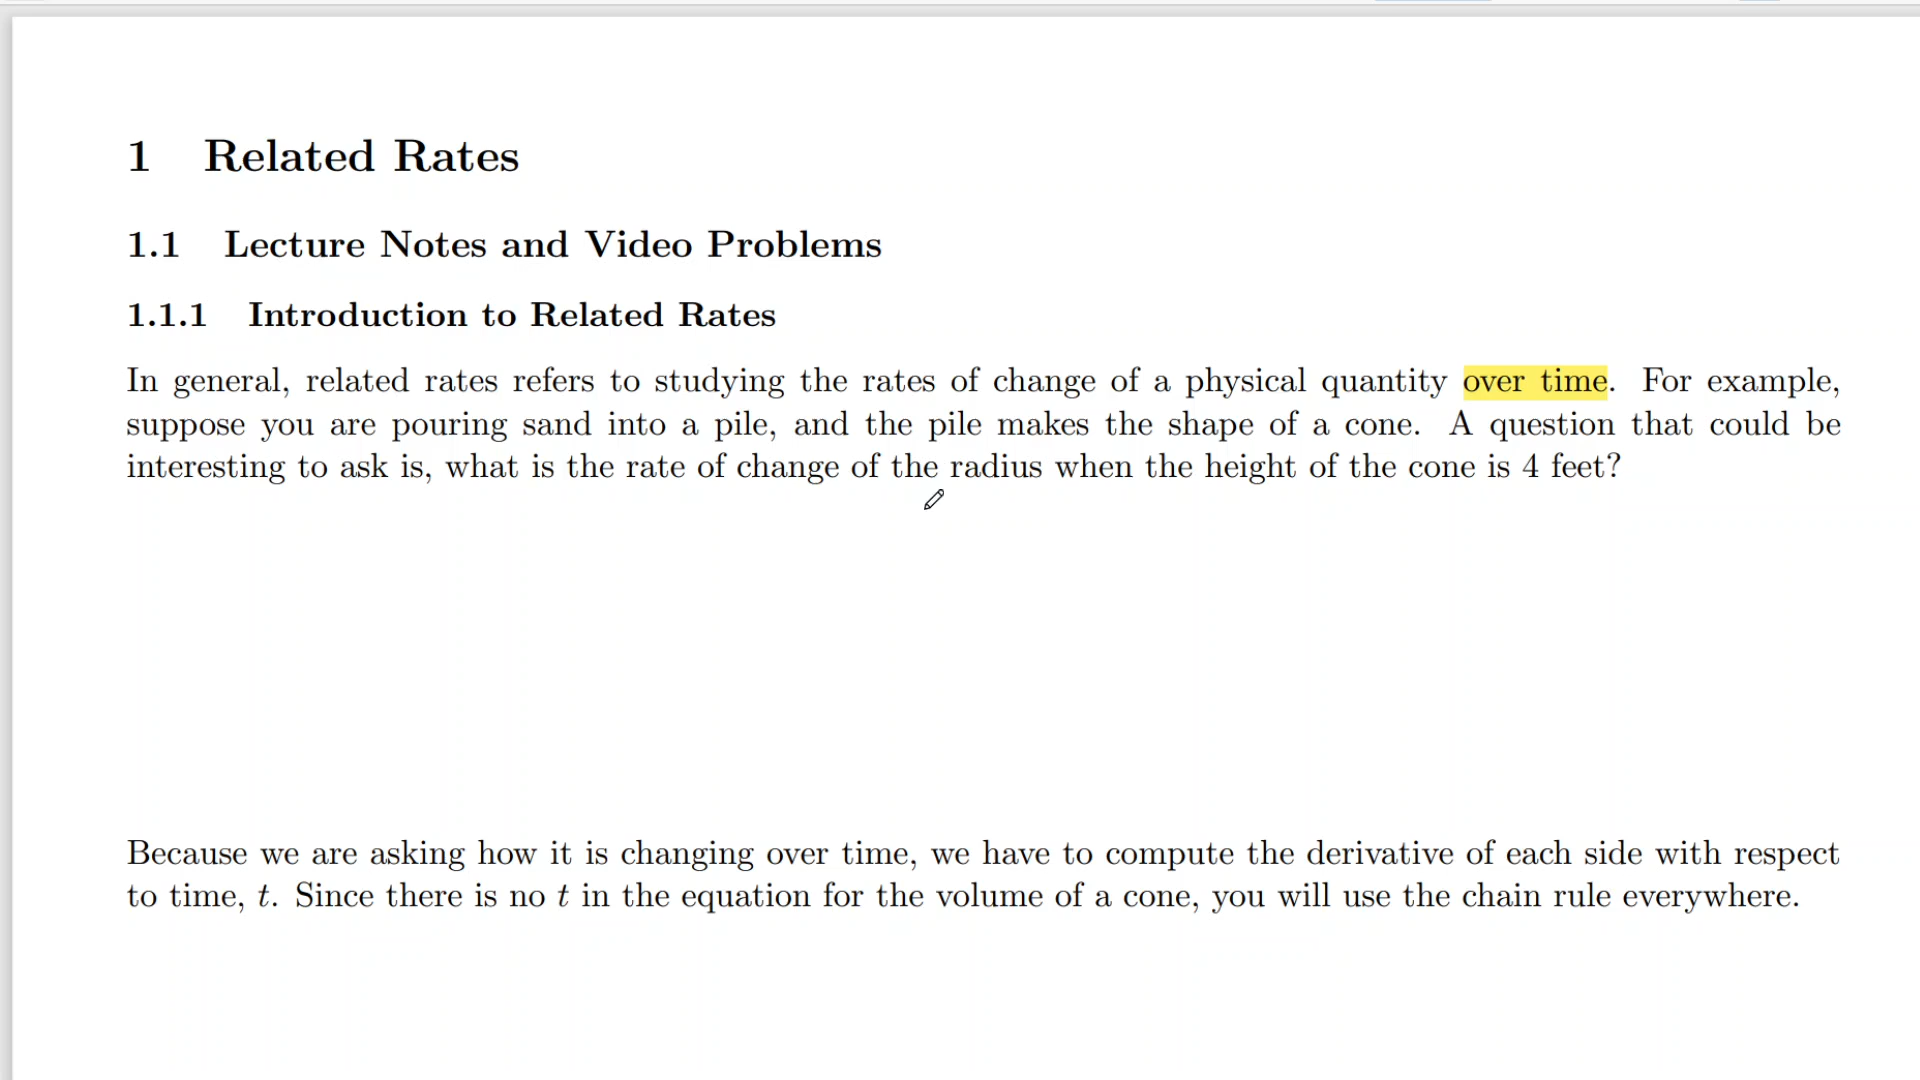 1 Related Rates
1.1 Lecture Notes and Video Problems
1.1.1 Introduction to Related Rates
In general, related rates refers to studying the rates of change of a physical quantity over time. For example,
suppose you are pouring sand into a pile, and the pile makes the shape of a cone. A question that could be
interesting to ask is, what is the rate of change of the radius when the height of the cone is 4 feet?
Because we are asking how it is changing over time, we have to compute the derivative of each side with respect
to time, t. Since there is no t in the equation for the volume of a cone, you will use the chain rule everywhere.